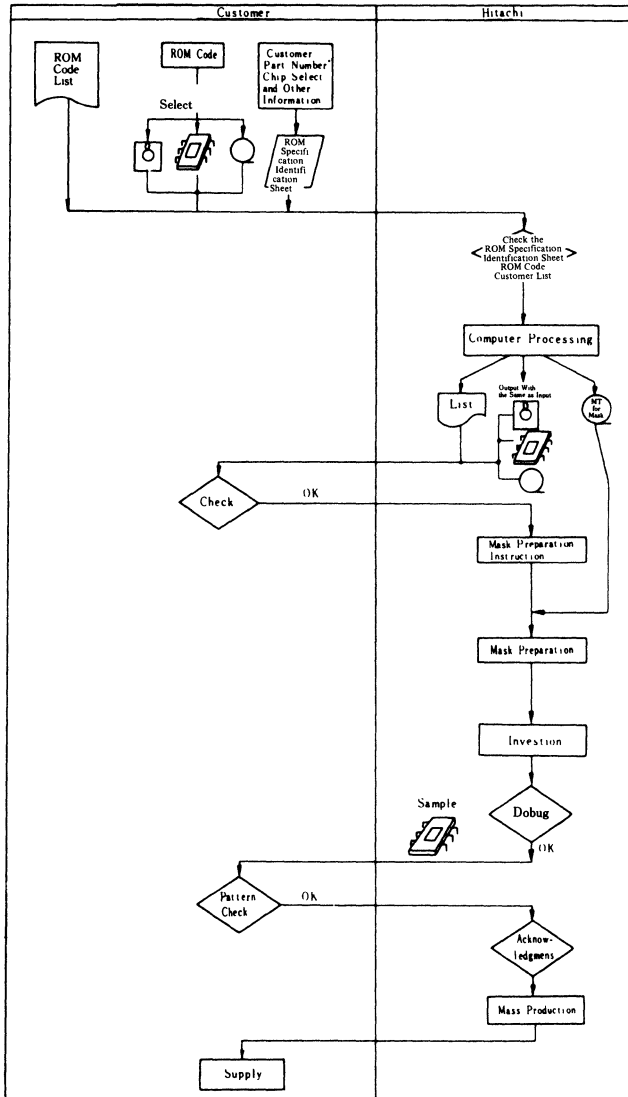 Customer
Hitachi
ROM
Code
List
ROM Code
Customer
Part Number*
Chip Select
and Other
Information
Select
ROM
Specifi
cation
Identifi
cation
Sheet
Check the
ROM Specification
Identification Sheet
ROM Code
Customer List
Computer Processing
List
Output With
the Same as Input
MT
for
Mask
Check
OK
Mask Preparation
Instruction
Mask Preparation
Investion
Sample
Dobug
OK
Pattern
Check
OK
Acknow-
ledgmens
Mass Production
Supply